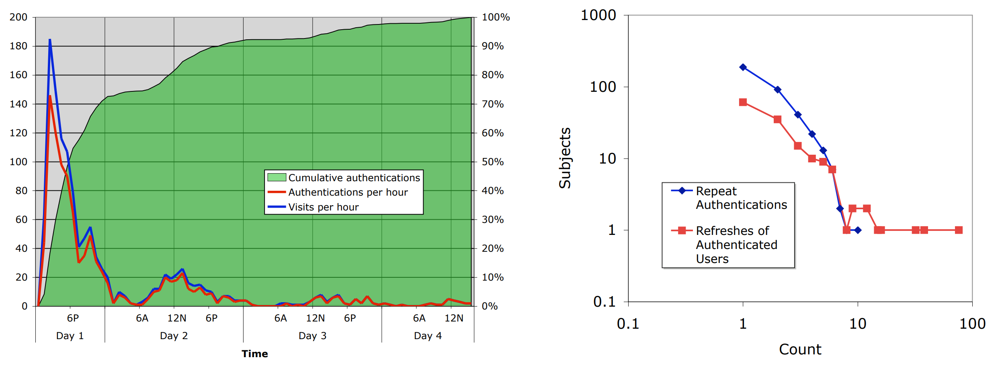 200
180
160
140
120
100
80
60
40
20
0
100%
90%
80%
70%
60%
50%
40%
30%
20%
10%
0%
Cumulative authentications
Authentications per hour
Visits per hour
6P 6A 12N 6P 6A 12N 6P 6A 12N
Day 1 Day 2 Day 3 Day 4
Time
1000
100
10
1
0.1
Subjects
Repeat
Authentications
Refreshes of
Authenticated
Users
0.1 1 10 100
Count